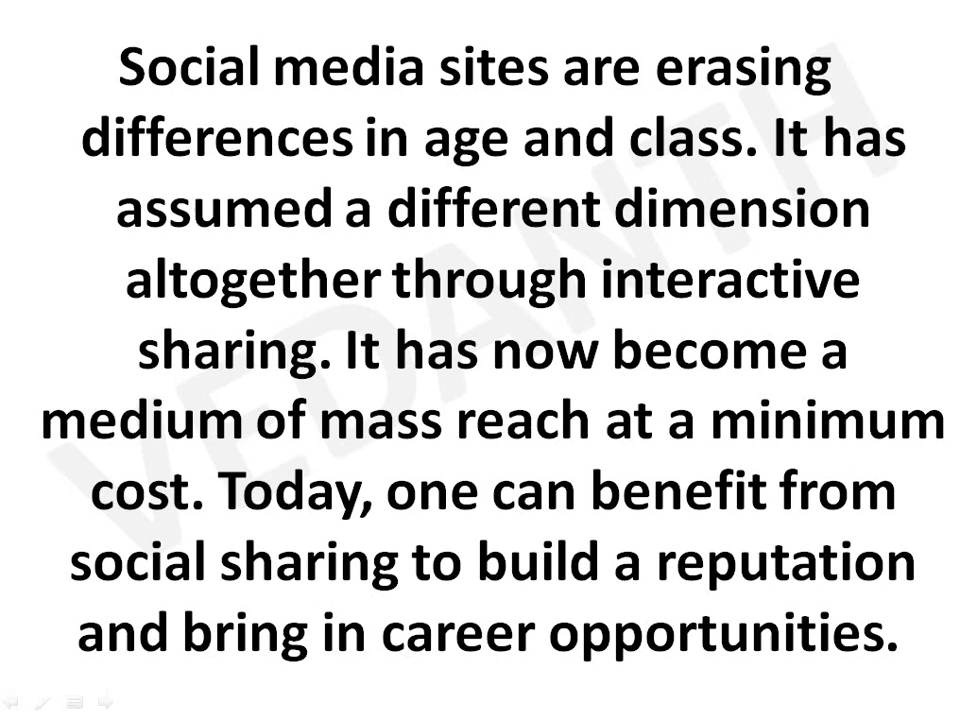 Social media sites are erasing
differences in age and class. It has
assumed a different dimension
altogether through interactive
sharing. It has now become a
medium of mass reach at a minimum
cost. Today, one can benefit from
social sharing to build a reputation
and bring in career opportunities.
VEDANTH